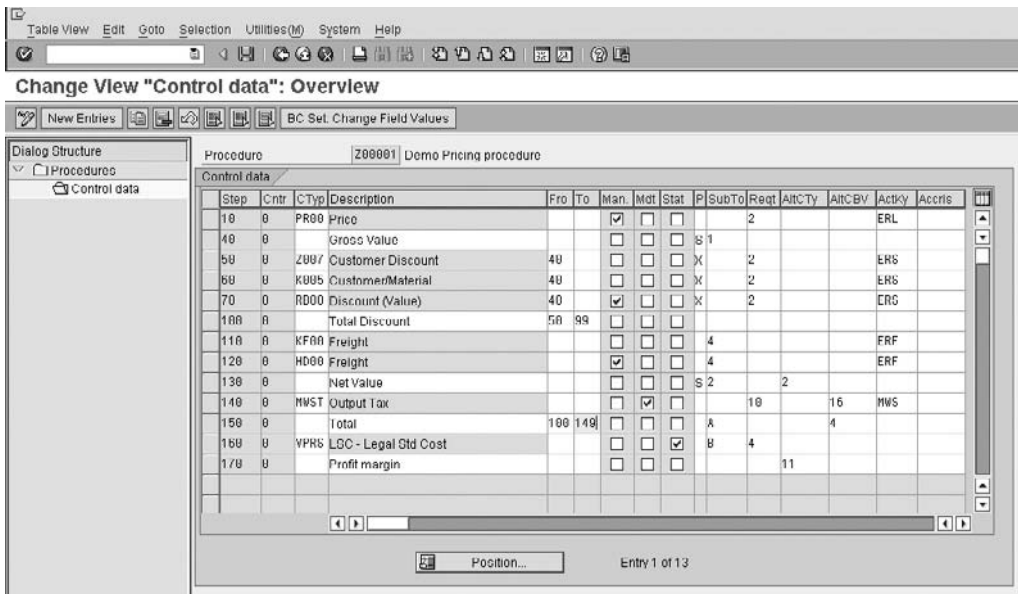 Table View Edit Goto Selection Utilities(M) System Help
Change View "Control data": Overview
New Entries BC Set: Change Field Values
Dialog Structure
Procedures
Control data
Procedure Z00001 Demo Pricing procedure
Control data
Step Cntr CTyp Description Fro To Man. Mdt Stat P SubTo Reqt AltCTy AltCBV ActKy Accrls
10 0 PR00 Price 2 ERL
40 0 Gross Value S 1
50 0 Z007 Customer Discount 40 X 2 ERS
60 0 K005 Customer/Material 40 X 2 ERS
70 0 RD00 Discount (Value) 40 X 2 ERS
100 0 Total Discount 50 99
110 0 KF00 Freight 4 ERF
120 0 HD00 Freight 4 ERF
130 0 Net Value S 2 2
140 0 MWST Output Tax 10 16 MWS
150 0 Total 100 149 A 4
160 0 VPRS LSC - Legal Std Cost B 4
170 0 Profit margin 11
Position... Entry 1 of 13